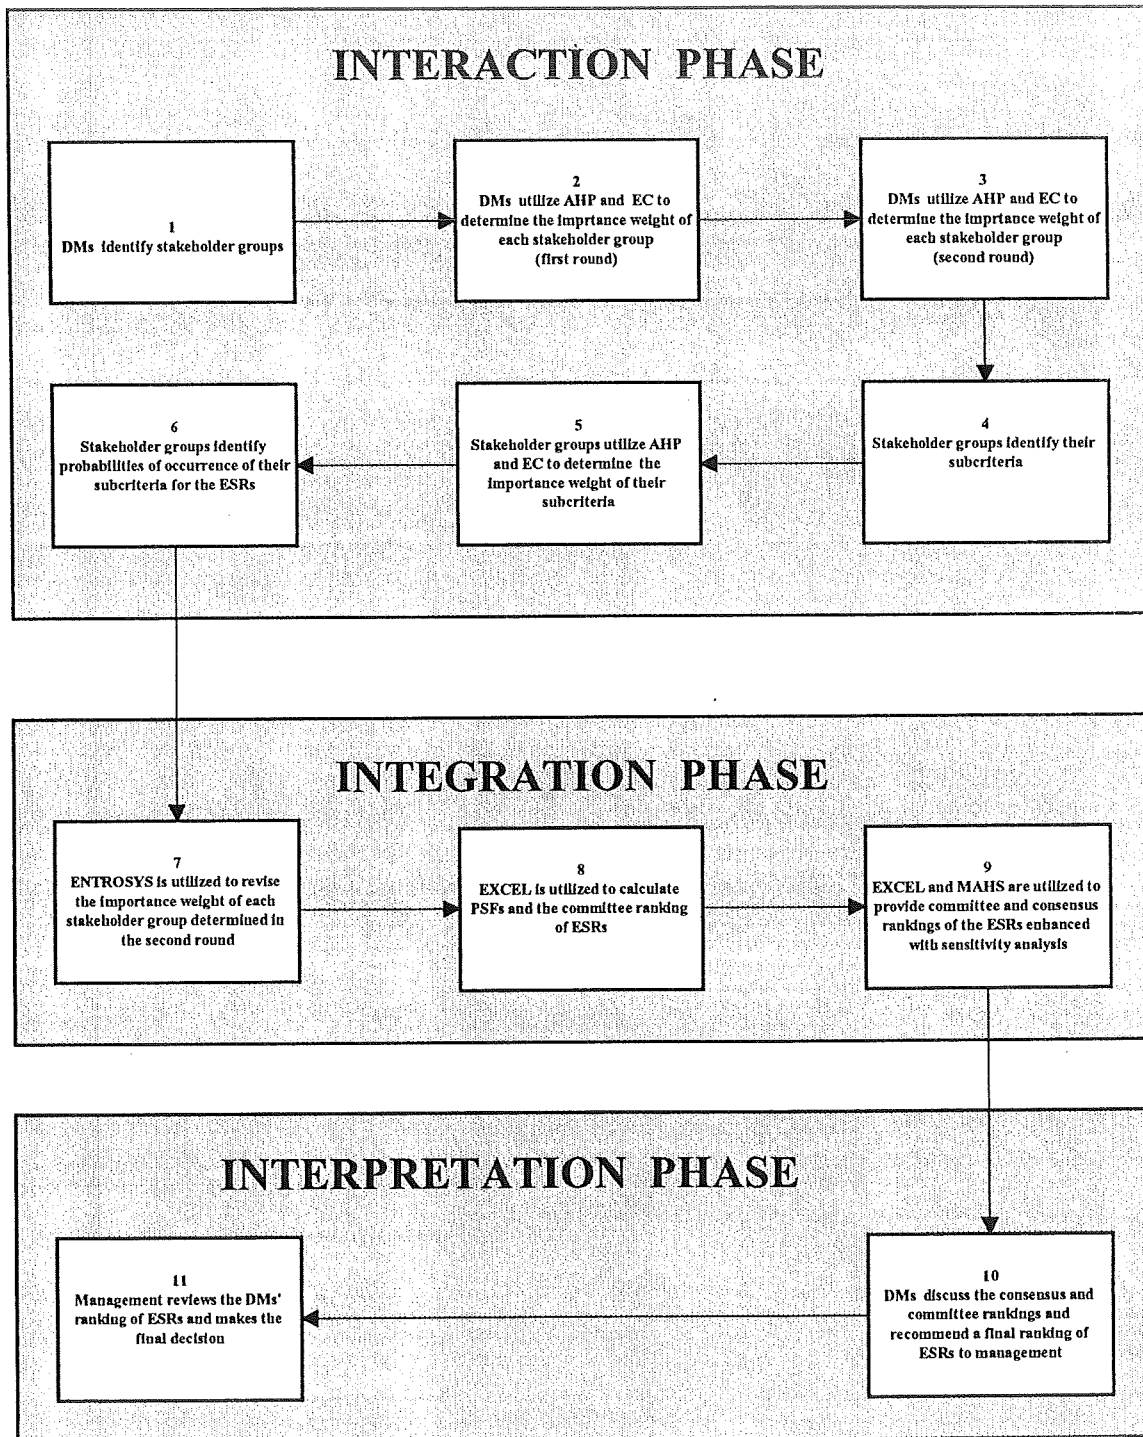 INTERACTION PHASE
1
DMs identify stakeholder groups
2
DMs utilize AHP and EC to
determine the imprtance weight of
each stakeholder group
(first round)
3
DMs utilize AHP and EC to
determine the imprtance weight of
each stakeholder group
(second round)
4
Stakeholder groups identify their
subcriteria
5
Stakeholder groups utilize AHP
and EC to determine the
importance weight of their
subcriteria
6
Stakeholder groups identify
probabilities of occurrence of their
subcriteria for the ESRs
INTEGRATION PHASE
7
ENTROSYS is utilized to revise
the importance weight of each
stakeholder group determined in
the second round
8
EXCEL is utilized to calculate
PSFs and the committee ranking
of ESRs
9
EXCEL and MAHS are utilized to
provide committee and consensus
rankings of the ESRs enhanced
with sensitivity analysis
INTERPRETATION PHASE
10
DMs discuss the consensus and
committee rankings and
recommend a final ranking of
ESRs to management
11
Management reviews the DMs'
ranking of ESRs and makes the
final decision